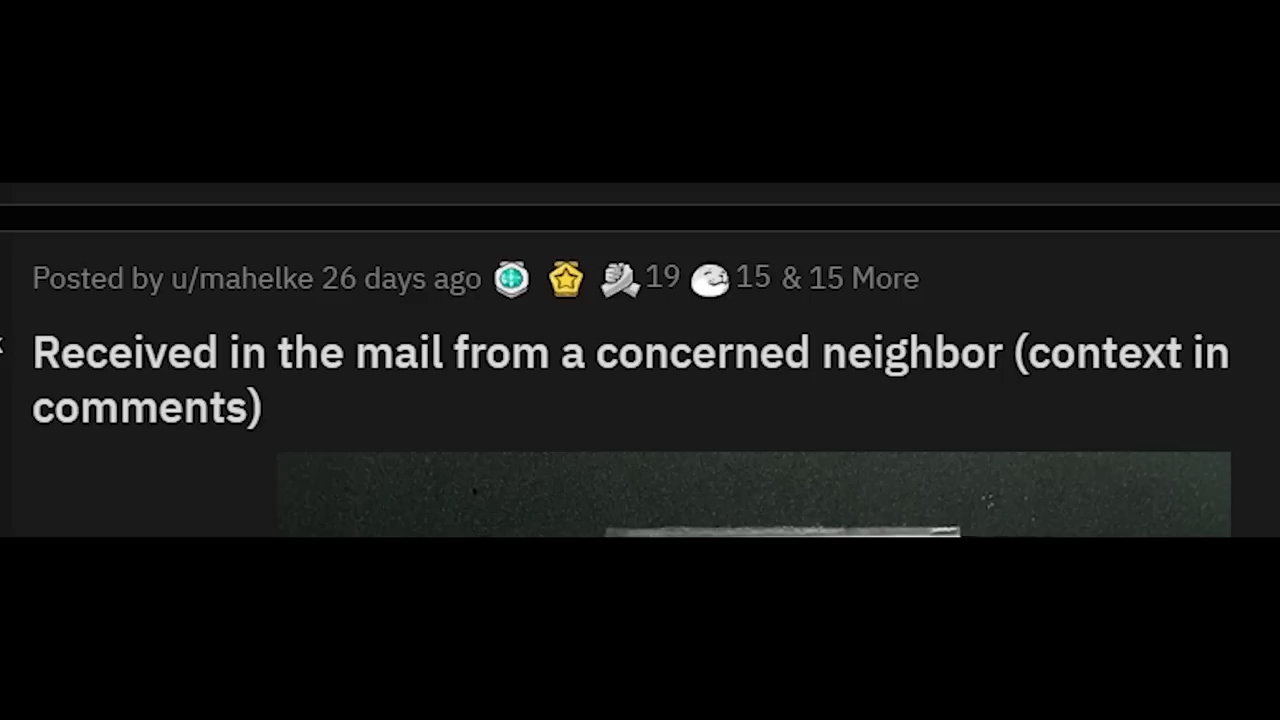 Posted by u/mahelke 26 days ago 19 15 & 15 More
Received in the mail from a concerned neighbor (context in
comments)